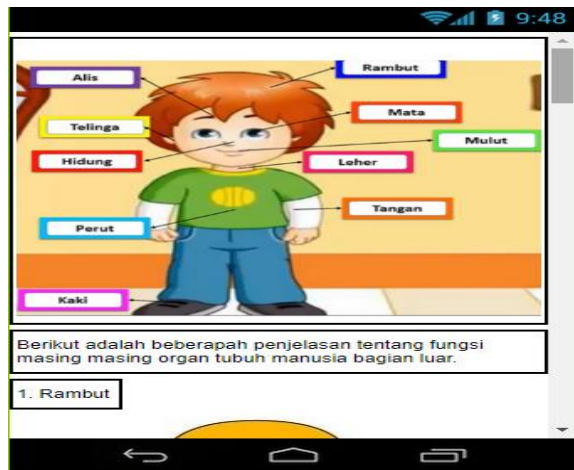 9:48
Alis
Rambut
Telinga
Mata
Mulut
Hidung
Leher
Perut
Tangan
Kaki
Berikut adalah beberapah penjelasan tentang fungsi
masing masing organ tubuh manusia bagian luar.
1. Rambut